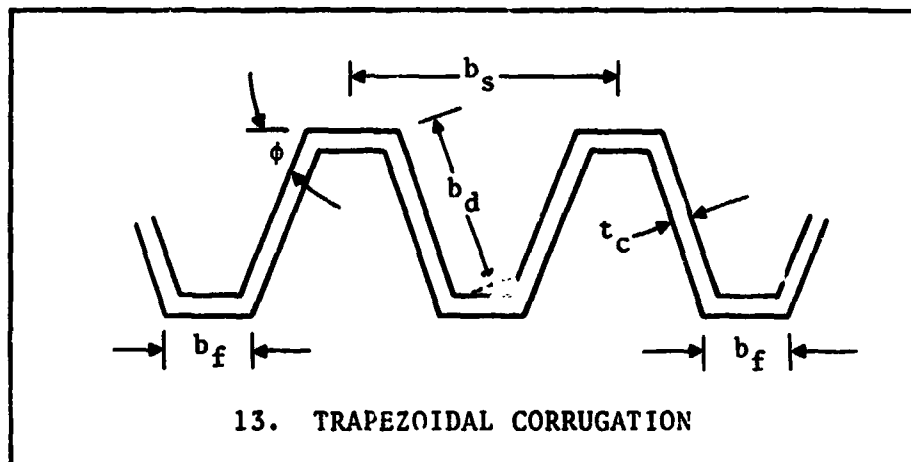 b_s
ϕ
b_d
t_c
b_f
b_f
13. TRAPEZOIDAL CORRUGATION